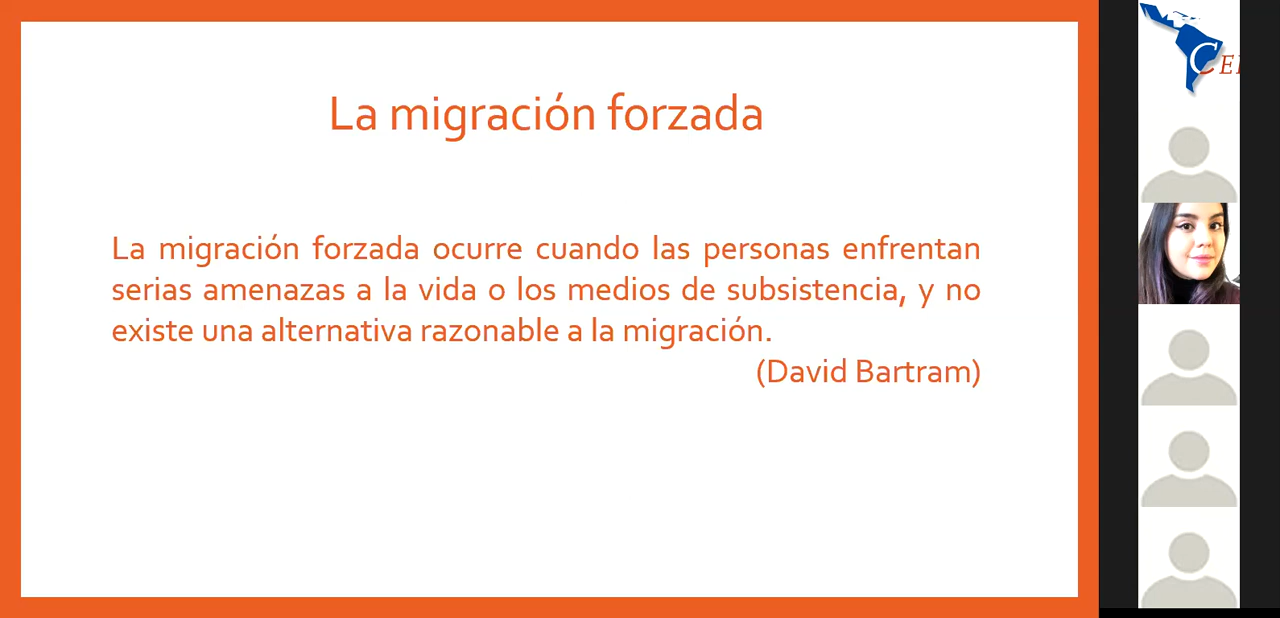 La migración forzada
La migración forzada ocurre cuando las personas enfrentan
serias amenazas a la vida o los medios de subsistencia, y no
existe una alternativa razonable a la migración.
(David Bartram)